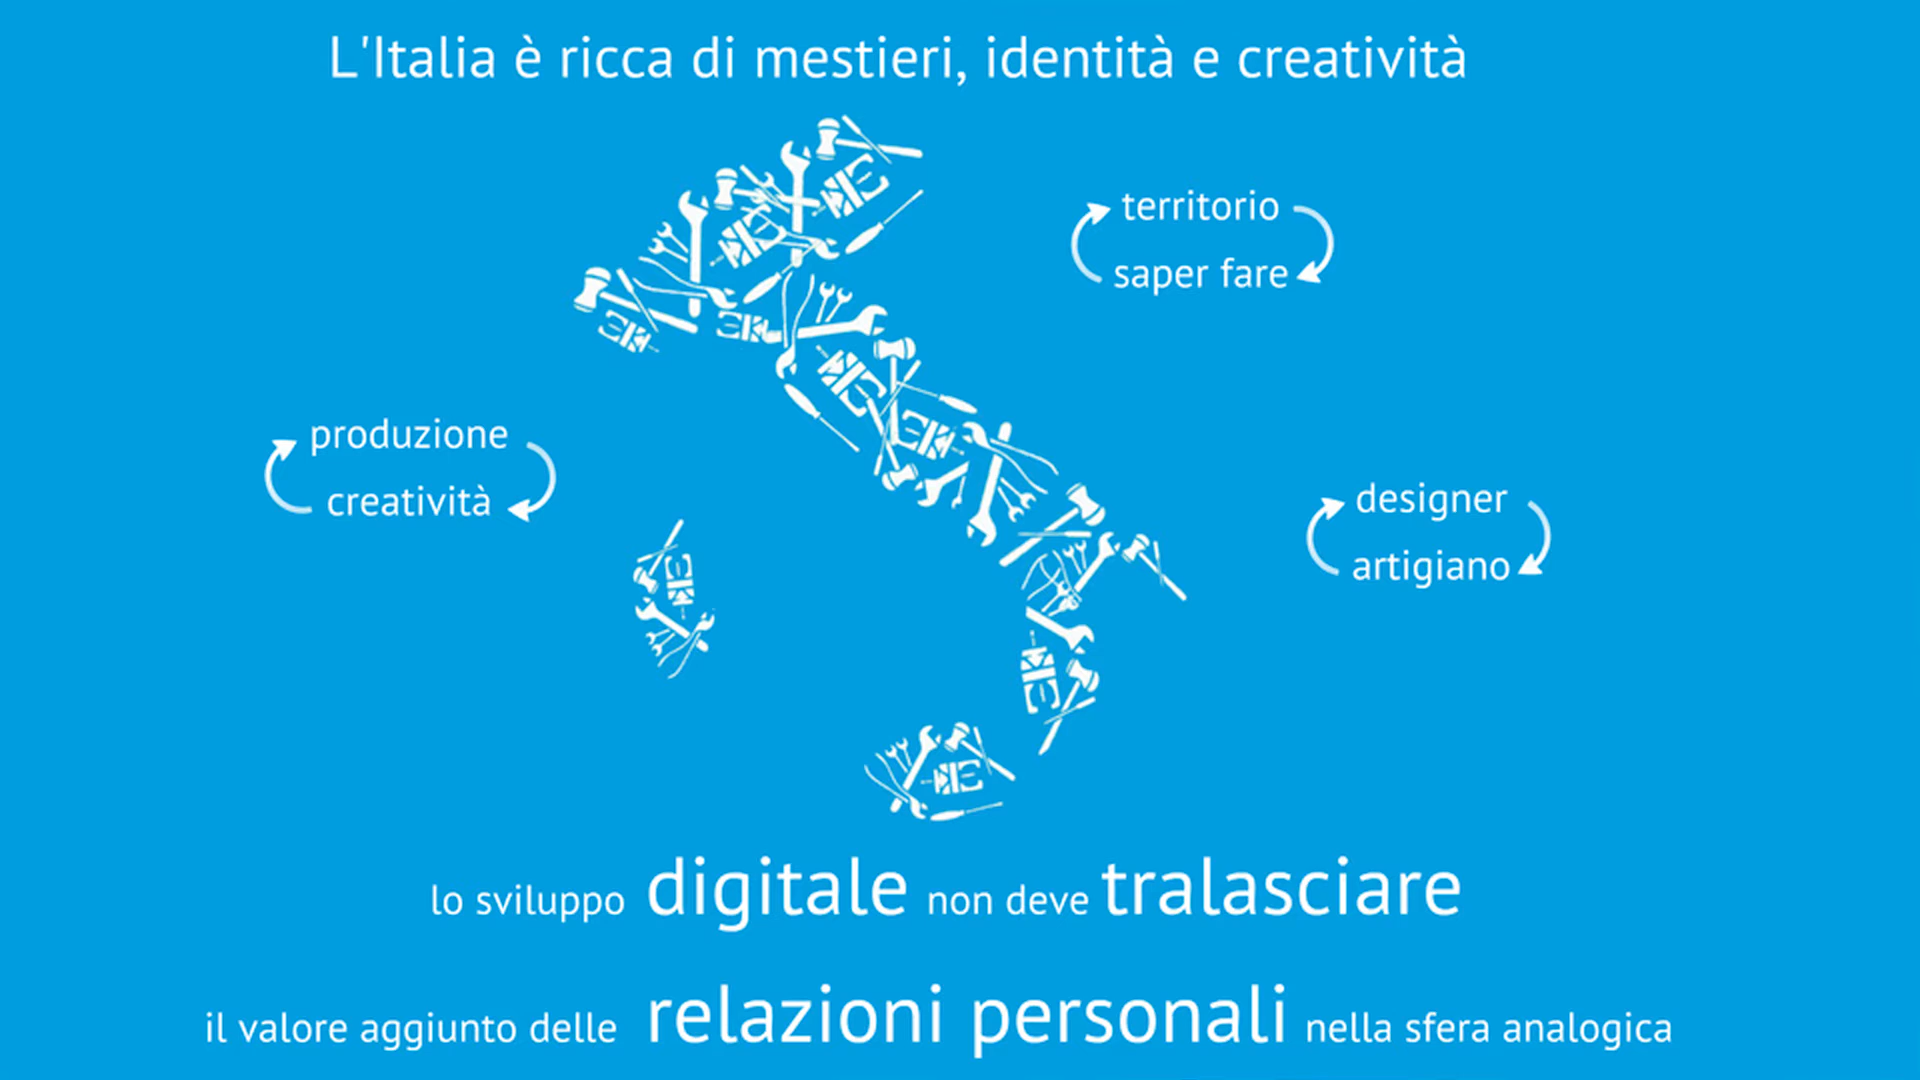 L'Italia è ricca di mestieri, identità e creatività
territorio
saper fare
produzione
creatività
designer
artigiano
lo sviluppo digitale non deve tralasciare
il valore aggiunto delle relazioni personali nella sfera analogica